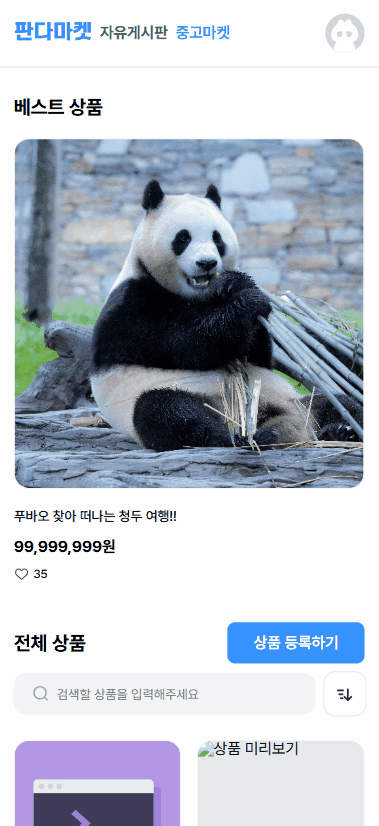 판다마켓 자유게시판 중고마켓
베스트 상품
푸바오 찾아 떠나는 청두 여행!!
99,999,999원
35
전체 상품 상품 등록하기
검색할 상품을 입력해주세요
상품 미리보기